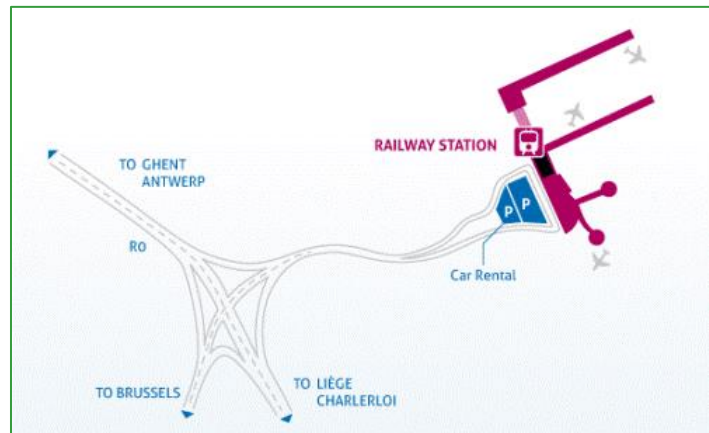 RAILWAY STATION
TO GHENT
ANTWERP
P
P
R0
Car Rental
TO BRUSSELS
TO LIÈGE
CHARLERLOI